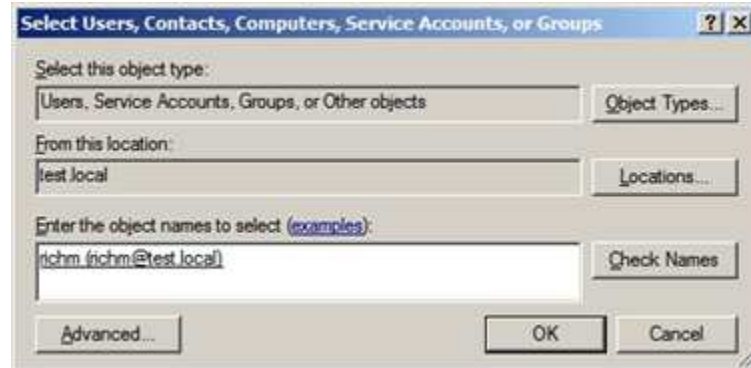 Select Users, Contacts, Computers, Service Accounts, or Groups ? X
Select this object type:
Users, Service Accounts, Groups, or Other objects Object Types...
From this location:
test.local Locations...
Enter the object names to select (examples):
richm (richm@test.local) Check Names
Advanced... OK Cancel